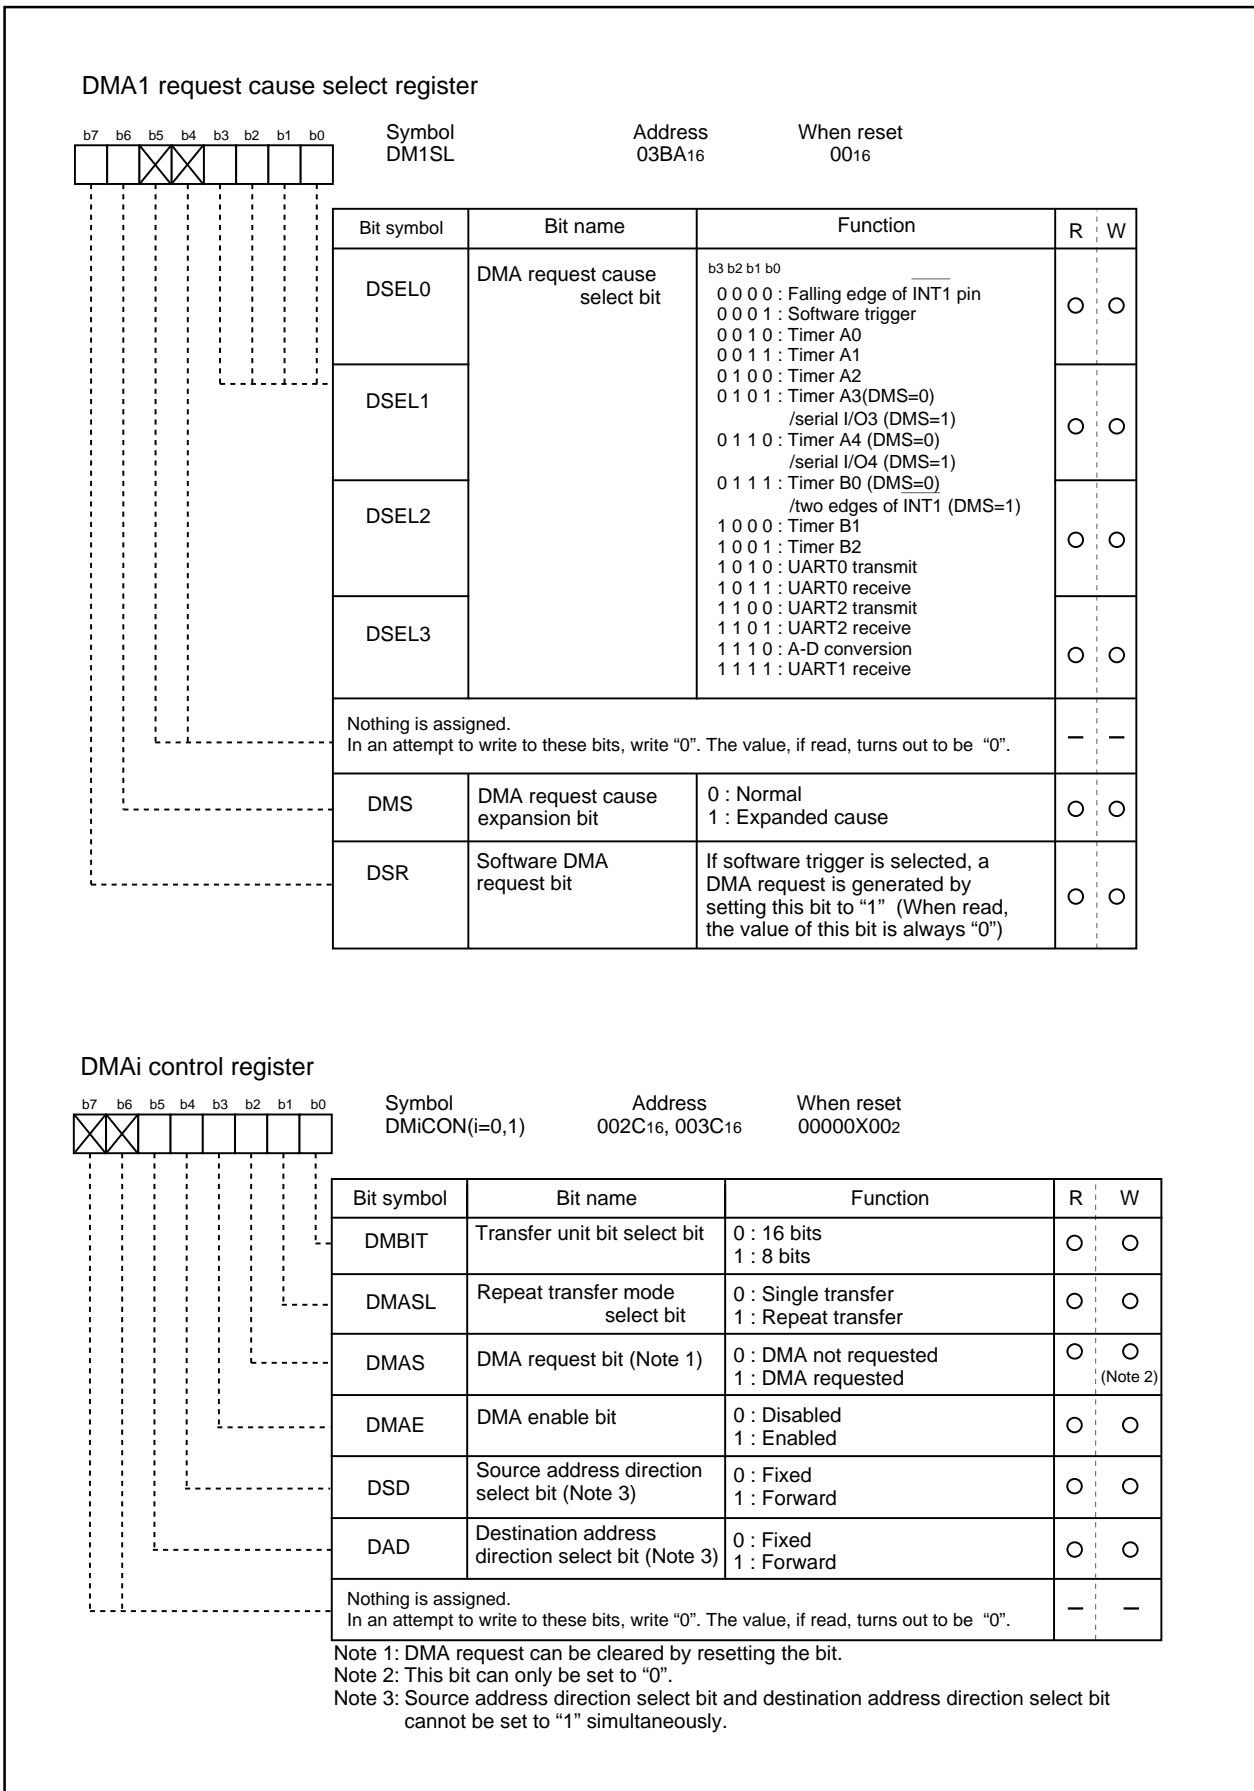 DMA1 request cause select register
b7 b6 b5 b4 b3 b2 b1 b0
Symbol Address When reset
DM1SL 03BA16 0016
Bit symbol Bit name Function R W
DSEL0
DMA request cause
select bit
b3 b2 b1 b0
0 0 0 0 : Falling edge of INT1 pin
0 0 0 1 : Software trigger
0 0 1 0 : Timer A0
0 0 1 1 : Timer A1
0 1 0 0 : Timer A2
0 1 0 1 : Timer A3(DMS=0)
/serial I/O3 (DMS=1)
0 1 1 0 : Timer A4 (DMS=0)
/serial I/O4 (DMS=1)
0 1 1 1 : Timer B0 (DMS=0)
/two edges of INT1 (DMS=1)
1 0 0 0 : Timer B1
1 0 0 1 : Timer B2
1 0 1 0 : UART0 transmit
1 0 1 1 : UART0 receive
1 1 0 0 : UART2 transmit
1 1 0 1 : UART2 receive
1 1 1 0 : A-D conversion
1 1 1 1 : UART1 receive
DSEL1
DSEL2
DSEL3
Nothing is assigned.
In an attempt to write to these bits, write “0”. The value, if read, turns out to be “0”.
DMS
DMA request cause
expansion bit
0 : Normal
1 : Expanded cause
DSR
Software DMA
request bit
If software trigger is selected, a
DMA request is generated by
setting this bit to “1” (When read,
the value of this bit is always “0”)
DMAi control register
b7 b6 b5 b4 b3 b2 b1 b0
Symbol Address When reset
DMiCON(i=0,1) 002C16, 003C16 00000X002
Bit symbol Bit name Function R W
DMBIT
Transfer unit bit select bit
0 : 16 bits
1 : 8 bits
DMASL
Repeat transfer mode
select bit
0 : Single transfer
1 : Repeat transfer
DMAS
DMA request bit (Note 1)
0 : DMA not requested
1 : DMA requested
(Note 2)
DMAE
DMA enable bit
0 : Disabled
1 : Enabled
DSD
Source address direction
select bit (Note 3)
0 : Fixed
1 : Forward
DAD
Destination address
direction select bit (Note 3)
0 : Fixed
1 : Forward
Nothing is assigned.
In an attempt to write to these bits, write “0”. The value, if read, turns out to be “0”.
Note 1: DMA request can be cleared by resetting the bit.
Note 2: This bit can only be set to “0”.
Note 3: Source address direction select bit and destination address direction select bit
cannot be set to “1” simultaneously.